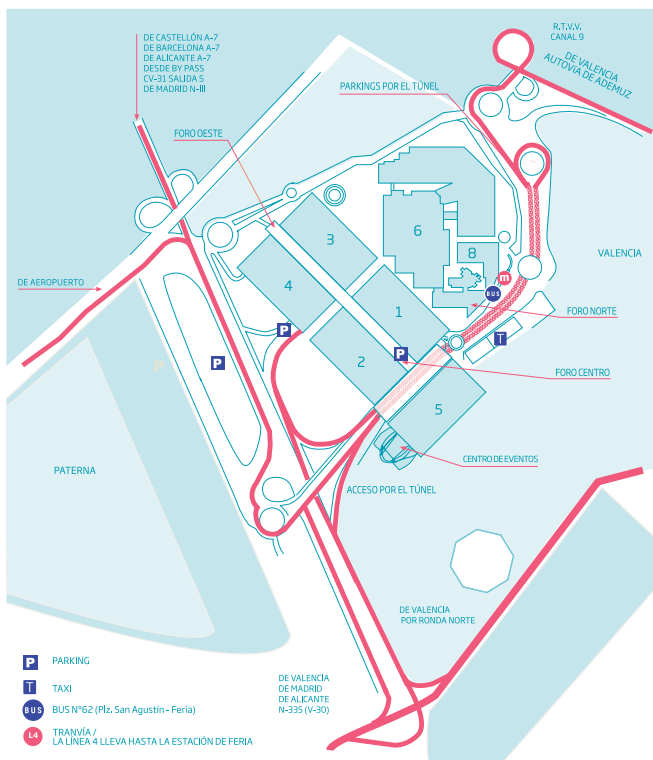 R.T.V.V.
CANAL 9
DE VALENCIA
AUTOVÍA DE ADEMUZ
DE CASTELLÓN A-7
DE BARCELONA A-7
DE ALICANTE A-7
DESDE BY PASS
CV-31 SALIDA 5
DE MADRID N-III
PARKINGS POR EL TÚNEL
FORO OESTE
3
6
8
4
1
2
5
VALENCIA
m
BUS
FORO NORTE
DE AEROPUERTO
P
P
P
P
T
FORO CENTRO
CENTRO DE EVENTOS
PATERNA
ACCESO POR EL TÚNEL
DE VALENCIA
POR RONDA NORTE
DE VALENCIA
DE MADRID
DE ALICANTE
N-335 (V-30)
P PARKING
T TAXI
BUS BUS Nº62 (Plz. San Agustín - Feria)
L4 TRANVÍA /
LA LÍNEA 4 LLEVA HASTA LA ESTACIÓN DE FERIA